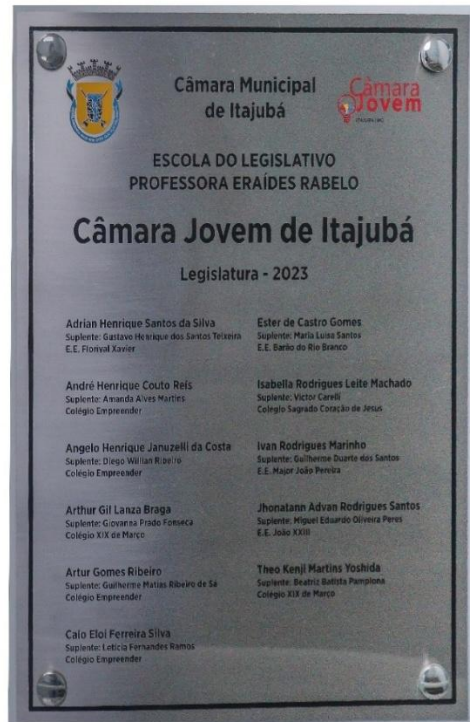 Câmara Municipal
de Itajubá
Câmara
Jovem
ESCOLA DO LEGISLATIVO
PROFESSORA ERAÍDES RABELO
Câmara Jovem de Itajubá
Legislatura - 2023
Adrian Henrique Santos da Silva
Suplente: Gustavo Henrique dos Santos Teixeira
E.E. Florival Xavier
André Henrique Couto Reis
Suplente: Amanda Alves Martins
Colégio Empreender
Angelo Henrique Januzelli da Costa
Suplente: Diego Willian Ribeiro
Colégio Empreender
Arthur Gil Lanza Braga
Suplente: Giovanna Prado Fonseca
Colégio XIX de Março
Artur Gomes Ribeiro
Suplente: Guilherme Matias Ribeiro de Sá
Colégio Empreender
Caio Eloi Ferreira Silva
Suplente: Letícia Fernandes Ramos
Colégio Empreender
Ester de Castro Gomes
Suplente: Maria Luisa Santos
E.E. Barão do Rio Branco
Isabella Rodrigues Leite Machado
Suplente: Victor Carelli
Colégio Sagrado Coração de Jesus
Ivan Rodrigues Marinho
Suplente: Guilherme Duarte dos Santos
E.E. Major João Pereira
Jhonatann Advan Rodrigues Santos
Suplente: Miguel Eduardo Oliveira Peres
E.E. João XXIII
Theo Kenji Martins Yoshida
Suplente: Beatriz Batista Pamplona
Colégio XIX de Março